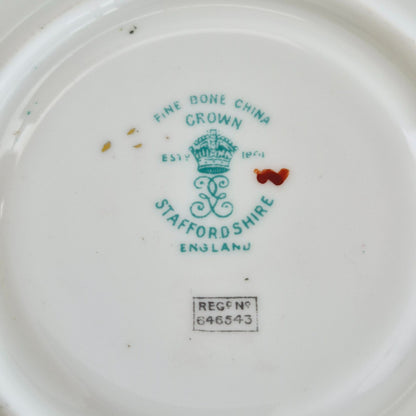 FINE BONE CHINA
CROWN
ESTD
STAFFORDSHIRE
ENGLAND
REGD No
646543